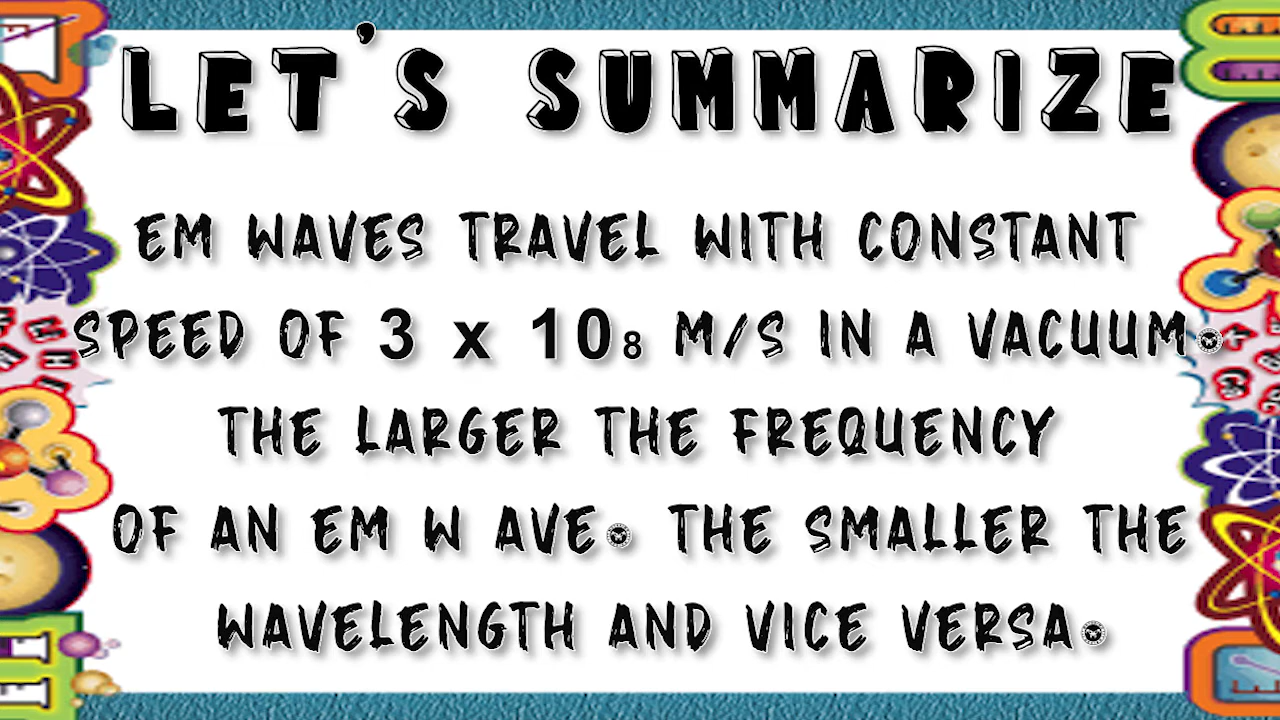 LET'S SUMMARIZE
EM WAVES TRAVEL WITH CONSTANT
SPEED OF 3 x 10₈ M/S IN A VACUUM.
THE LARGER THE FREQUENCY
OF AN EM W AVE. THE SMALLER THE
WAVELENGTH AND VICE VERSA.